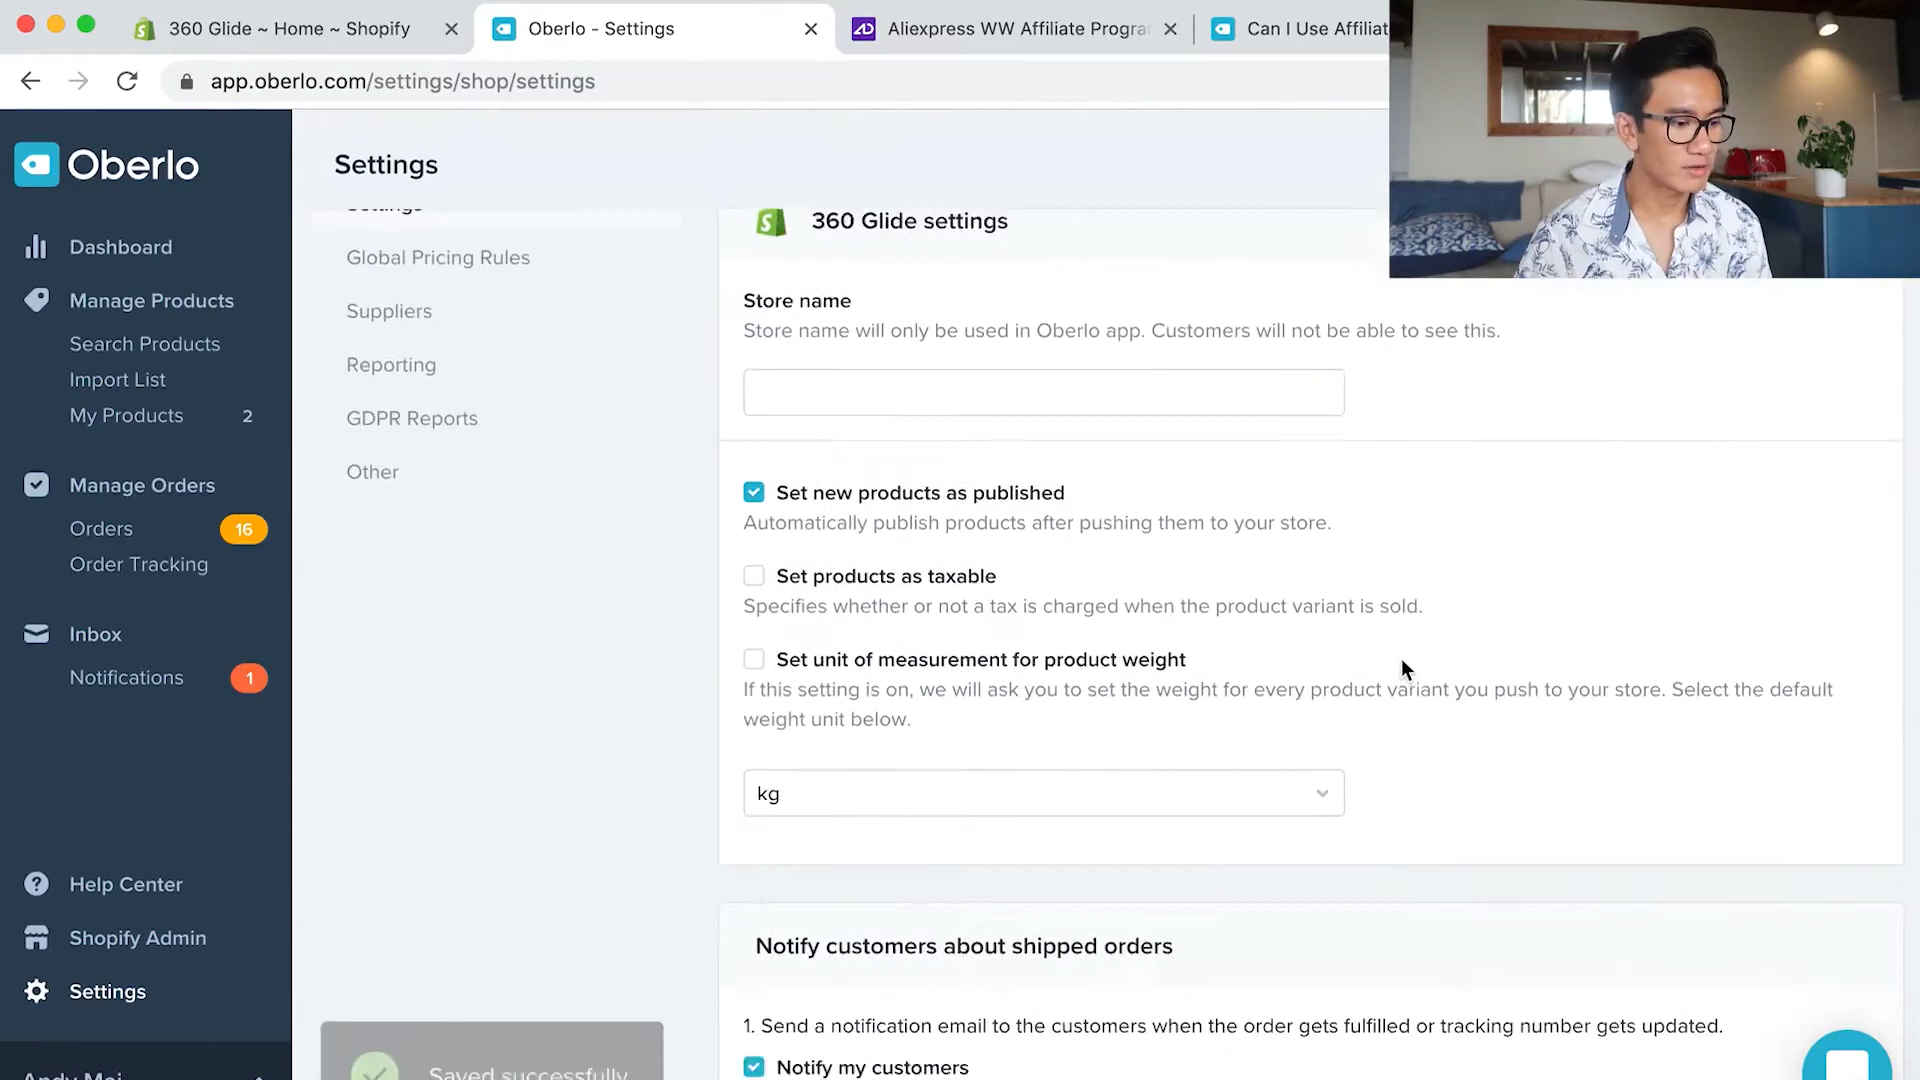 360 Glide ~ Home ~ Shopify
Oberlo - Settings
Aliexpress WW Affiliate Progra
Can I Use Affiliat
app.oberlo.com/settings/shop/settings
Oberlo
Dashboard
Manage Products
Search Products
Import List
My Products 2
Manage Orders
Orders 16
Order Tracking
Inbox
Notifications 1
Help Center
Shopify Admin
Settings
Andy Mai
Settings
Settings
Global Pricing Rules
Suppliers
Reporting
GDPR Reports
Other
Saved successfully
360 Glide settings
Store name
Store name will only be used in Oberlo app. Customers will not be able to see this.
Set new products as published
Automatically publish products after pushing them to your store.
Set products as taxable
Specifies whether or not a tax is charged when the product variant is sold.
Set unit of measurement for product weight
If this setting is on, we will ask you to set the weight for every product variant you push to your store. Select the default
weight unit below.
kg
Notify customers about shipped orders
1. Send a notification email to the customers when the order gets fulfilled or tracking number gets updated.
Notify my customers